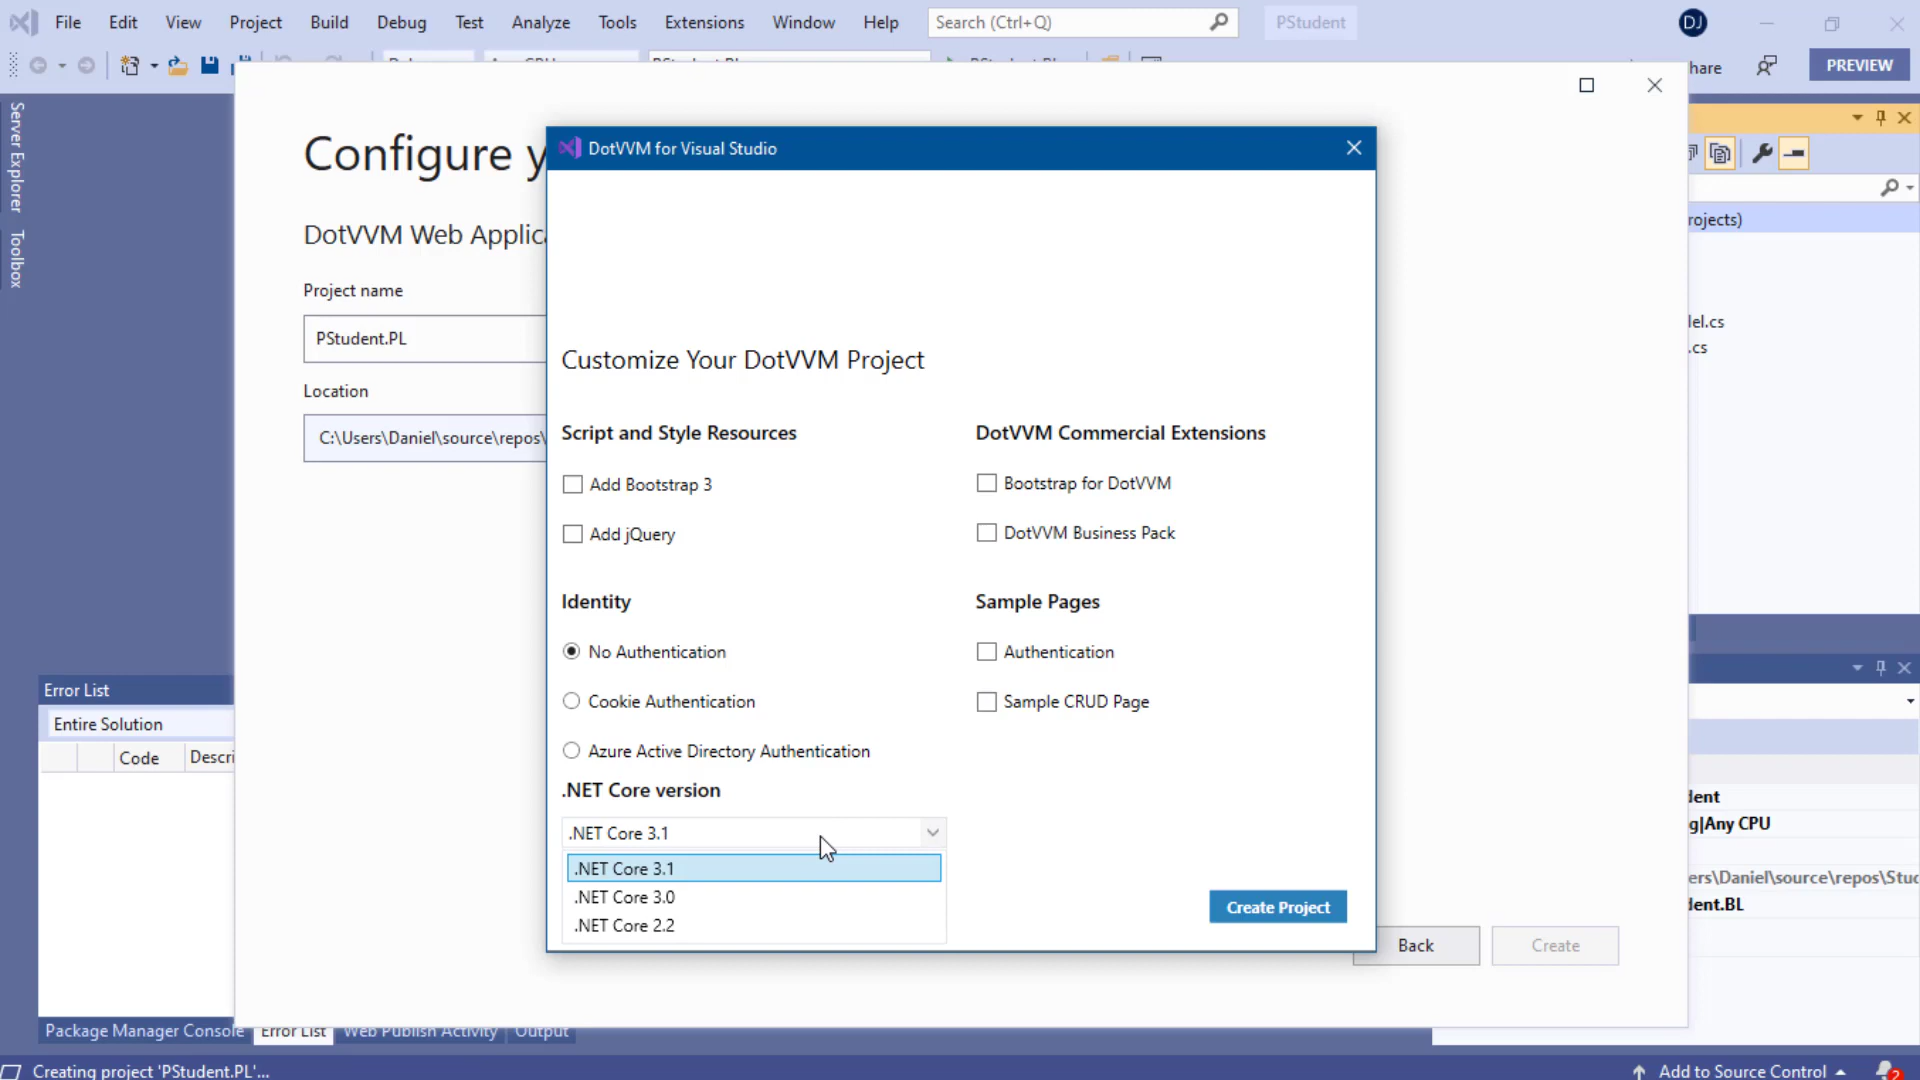 File Edit View Project Build Debug Test Analyze Tools Extensions Window Help Search (Ctrl+Q) PStudent DJ
hare PREVIEW
Server Explorer
Toolbox
Configure y
DotVVM Web Applica
Project name
PStudent.PL
Location
C:\Users\Daniel\source\repos\
DotVVM for Visual Studio
Customize Your DotVVM Project
Script and Style Resources
Add Bootstrap 3
Add jQuery
DotVVM Commercial Extensions
Bootstrap for DotVVM
DotVVM Business Pack
Identity
No Authentication
Cookie Authentication
Azure Active Directory Authentication
Sample Pages
Authentication
Sample CRUD Page
.NET Core version
.NET Core 3.1
.NET Core 3.1
.NET Core 3.0
.NET Core 2.2
Create Project
Back Create
rojects)
lel.cs
.cs
Error List
Entire Solution
Code Descri
dent
g|Any CPU
ers\Daniel\source\repos\Stud
dent.BL
Package Manager Console Error List Web Publish Activity Output
Creating project 'PStudent.PL'...
Add to Source Control 2